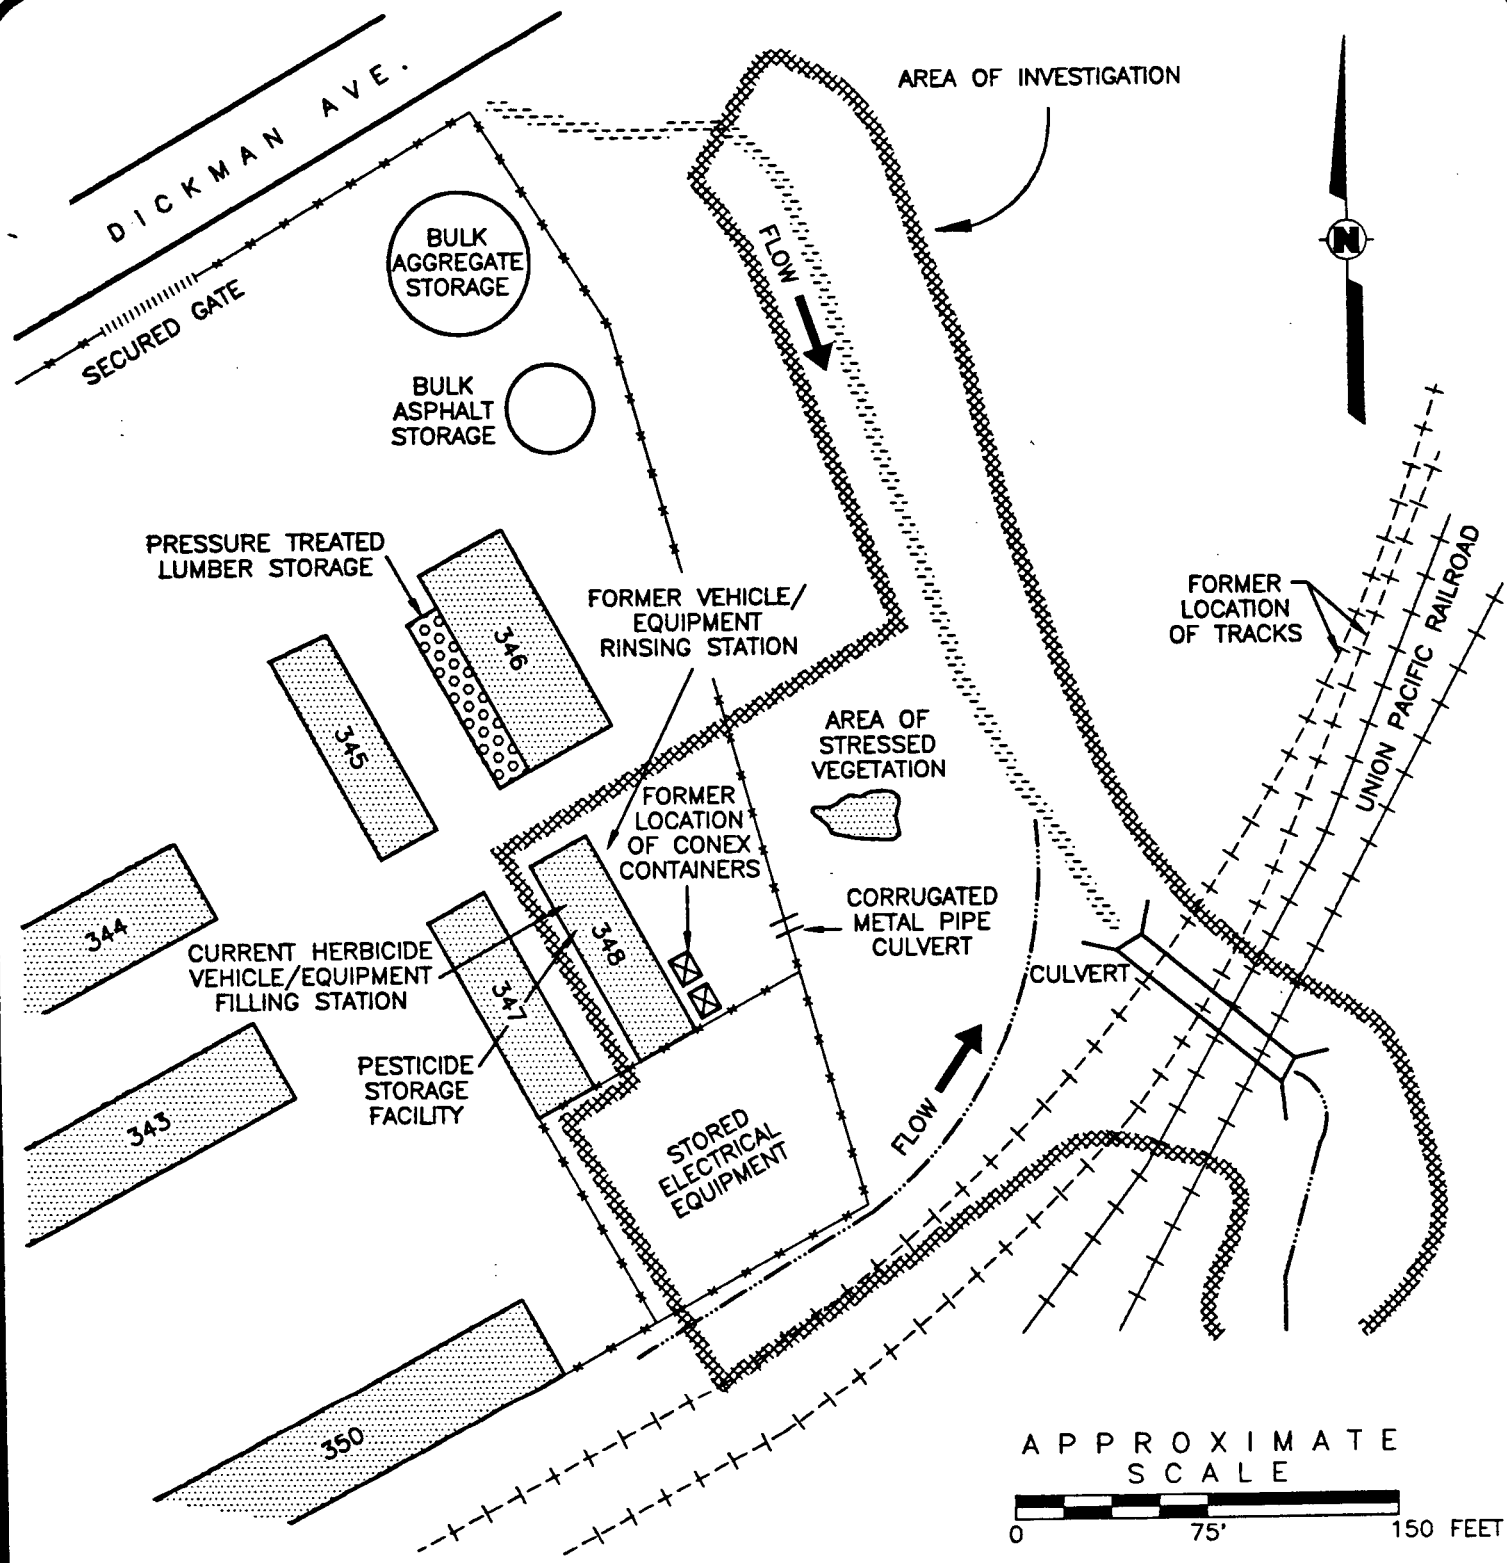 DICKMAN AVE.
AREA OF INVESTIGATION
N
FLOW
BULK
AGGREGATE
STORAGE
SECURED GATE
BULK
ASPHALT
STORAGE
PRESSURE TREATED
LUMBER STORAGE
346
FORMER VEHICLE/
EQUIPMENT
RINSING STATION
FORMER
LOCATION
OF TRACKS
UNION PACIFIC RAILROAD
345
AREA OF
STRESSED
VEGETATION
FORMER
LOCATION
OF CONEX
CONTAINERS
344
348
CORRUGATED
METAL PIPE
CULVERT
CURRENT HERBICIDE
VEHICLE/EQUIPMENT
FILLING STATION
347
CULVERT
PESTICIDE
STORAGE
FACILITY
343
STORED
ELECTRICAL
EQUIPMENT
FLOW
350
APPROXIMATE
SCALE
0 75' 150 FEET